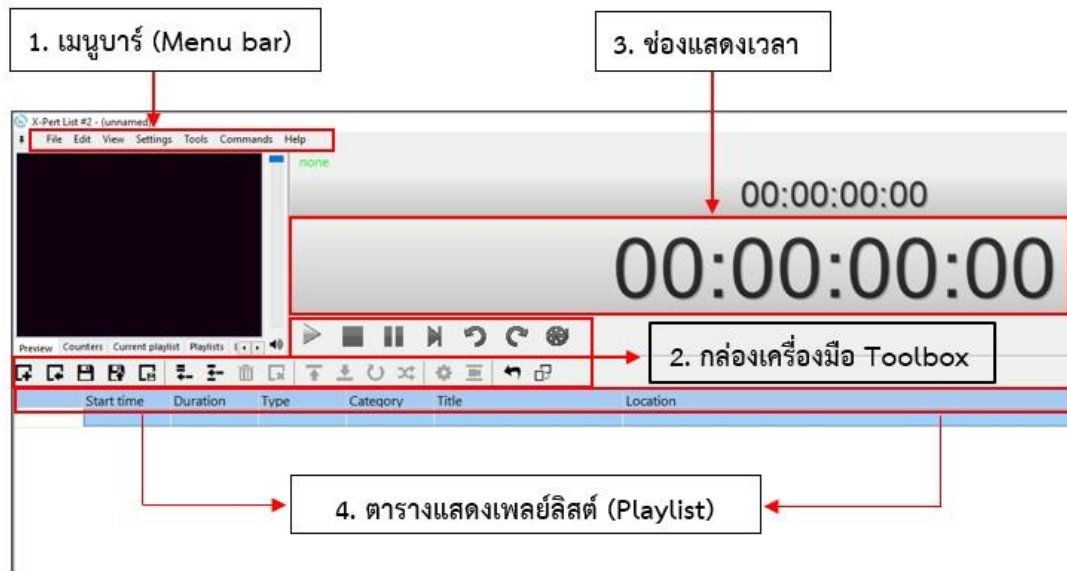 1. เมนูบาร์ (Menu bar)
3. ช่องแสดงเวลา
X-Pert List #2 - (unnamed)
File Edit View Settings Tools Commands Help
none
00:00:00:00
00:00:00:00
Preview Counters Current playlist Playlists
2. กล่องเครื่องมือ Toolbox
Start time Duration Type Category Title Location
4. ตารางแสดงเพลย์ลิสต์ (Playlist)